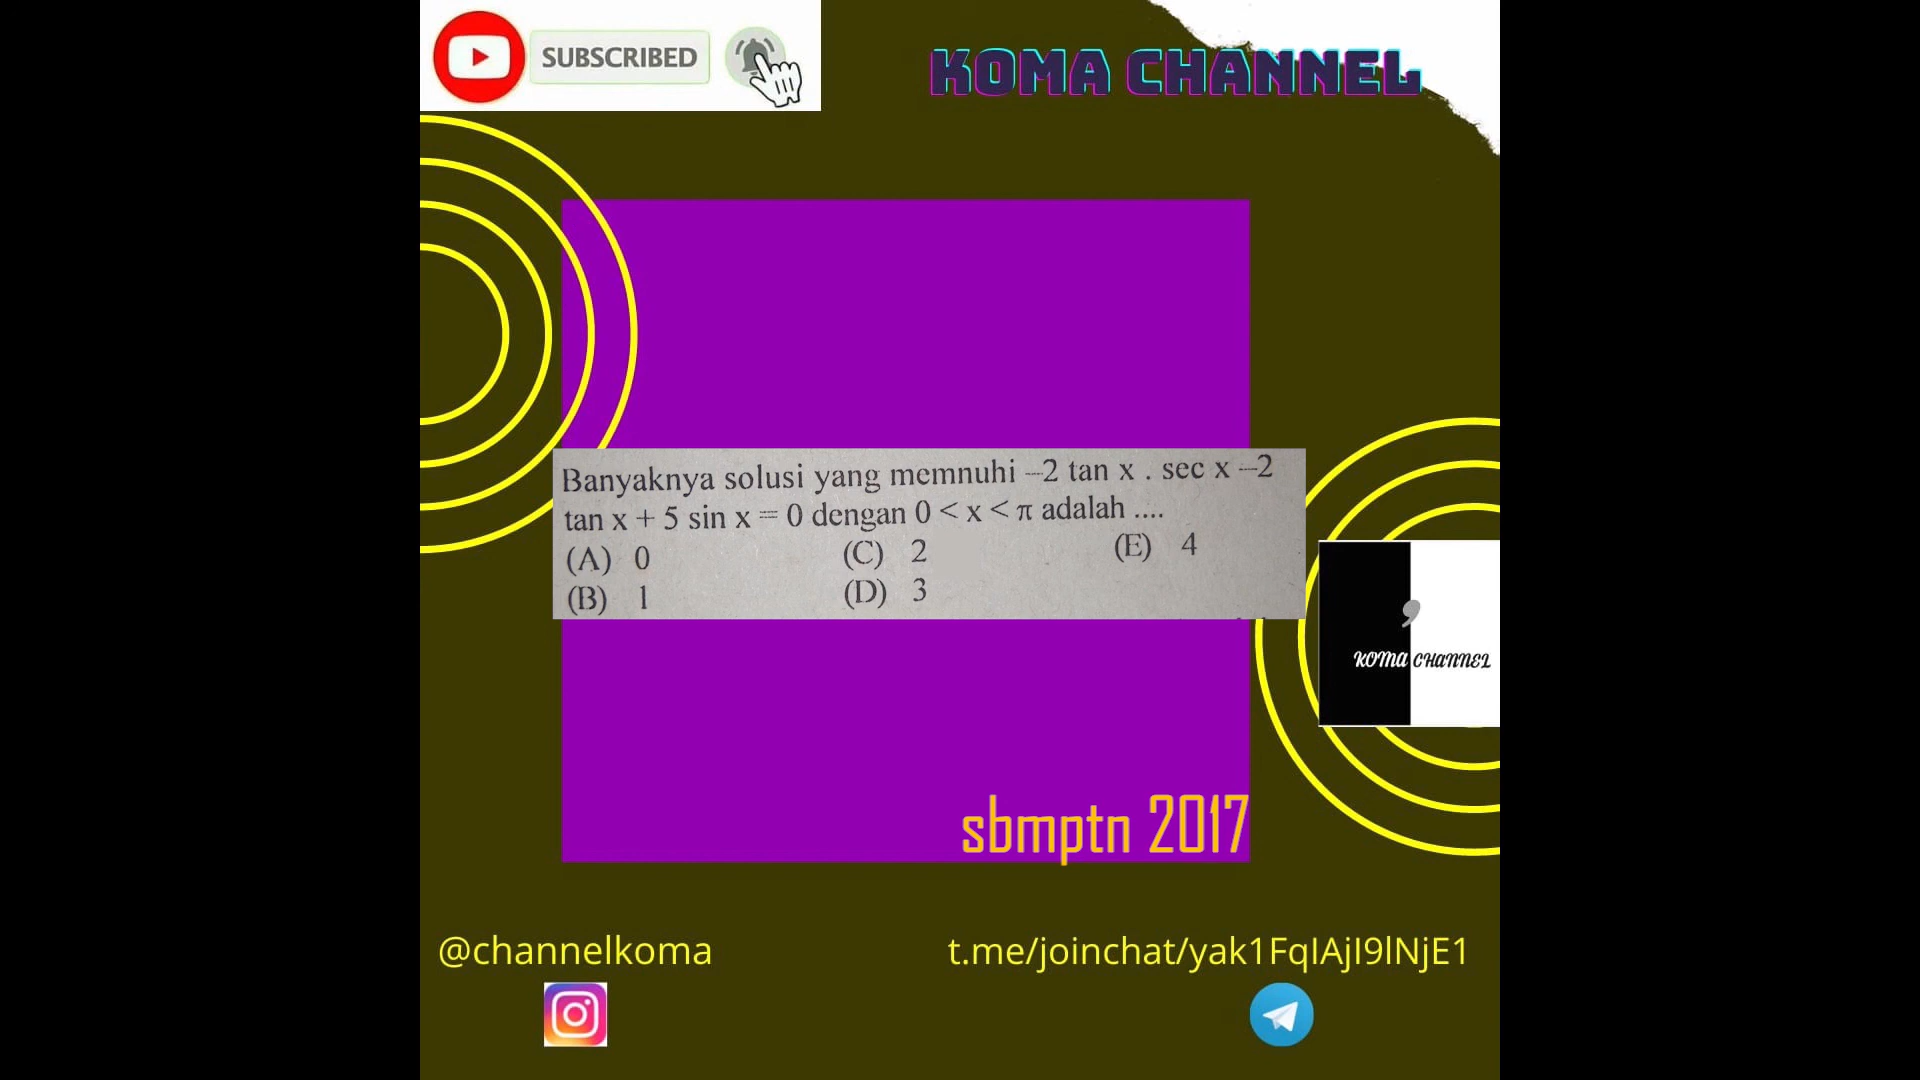 SUBSCRIBED
KOMA CHANNEL
Banyaknya solusi yang memnuhi –2 tan x . sec x –2
tan x + 5 sin x = 0 dengan 0 < x < π adalah ....
(A) 0 (C) 2 (E) 4
(B) 1 (D) 3
,
KOMA CHANNEL
sbmptn 2017
@channelkoma t.me/joinchat/yak1FqIAjI9lNjE1